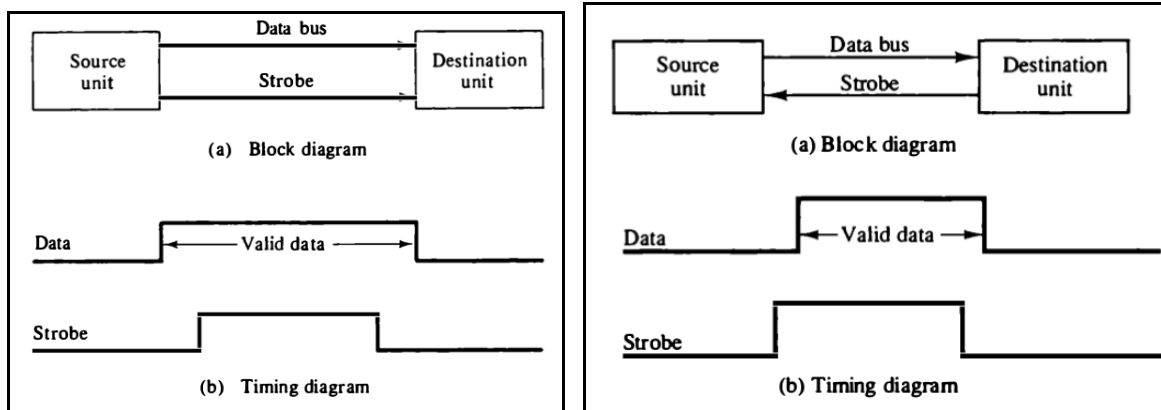 Data bus
Source
unit
Destination
unit
Strobe
(a) Block diagram
Data
Valid data
Strobe
(b) Timing diagram
Data bus
Source
unit
Destination
unit
Strobe
(a) Block diagram
Data
Valid data
Strobe
(b) Timing diagram